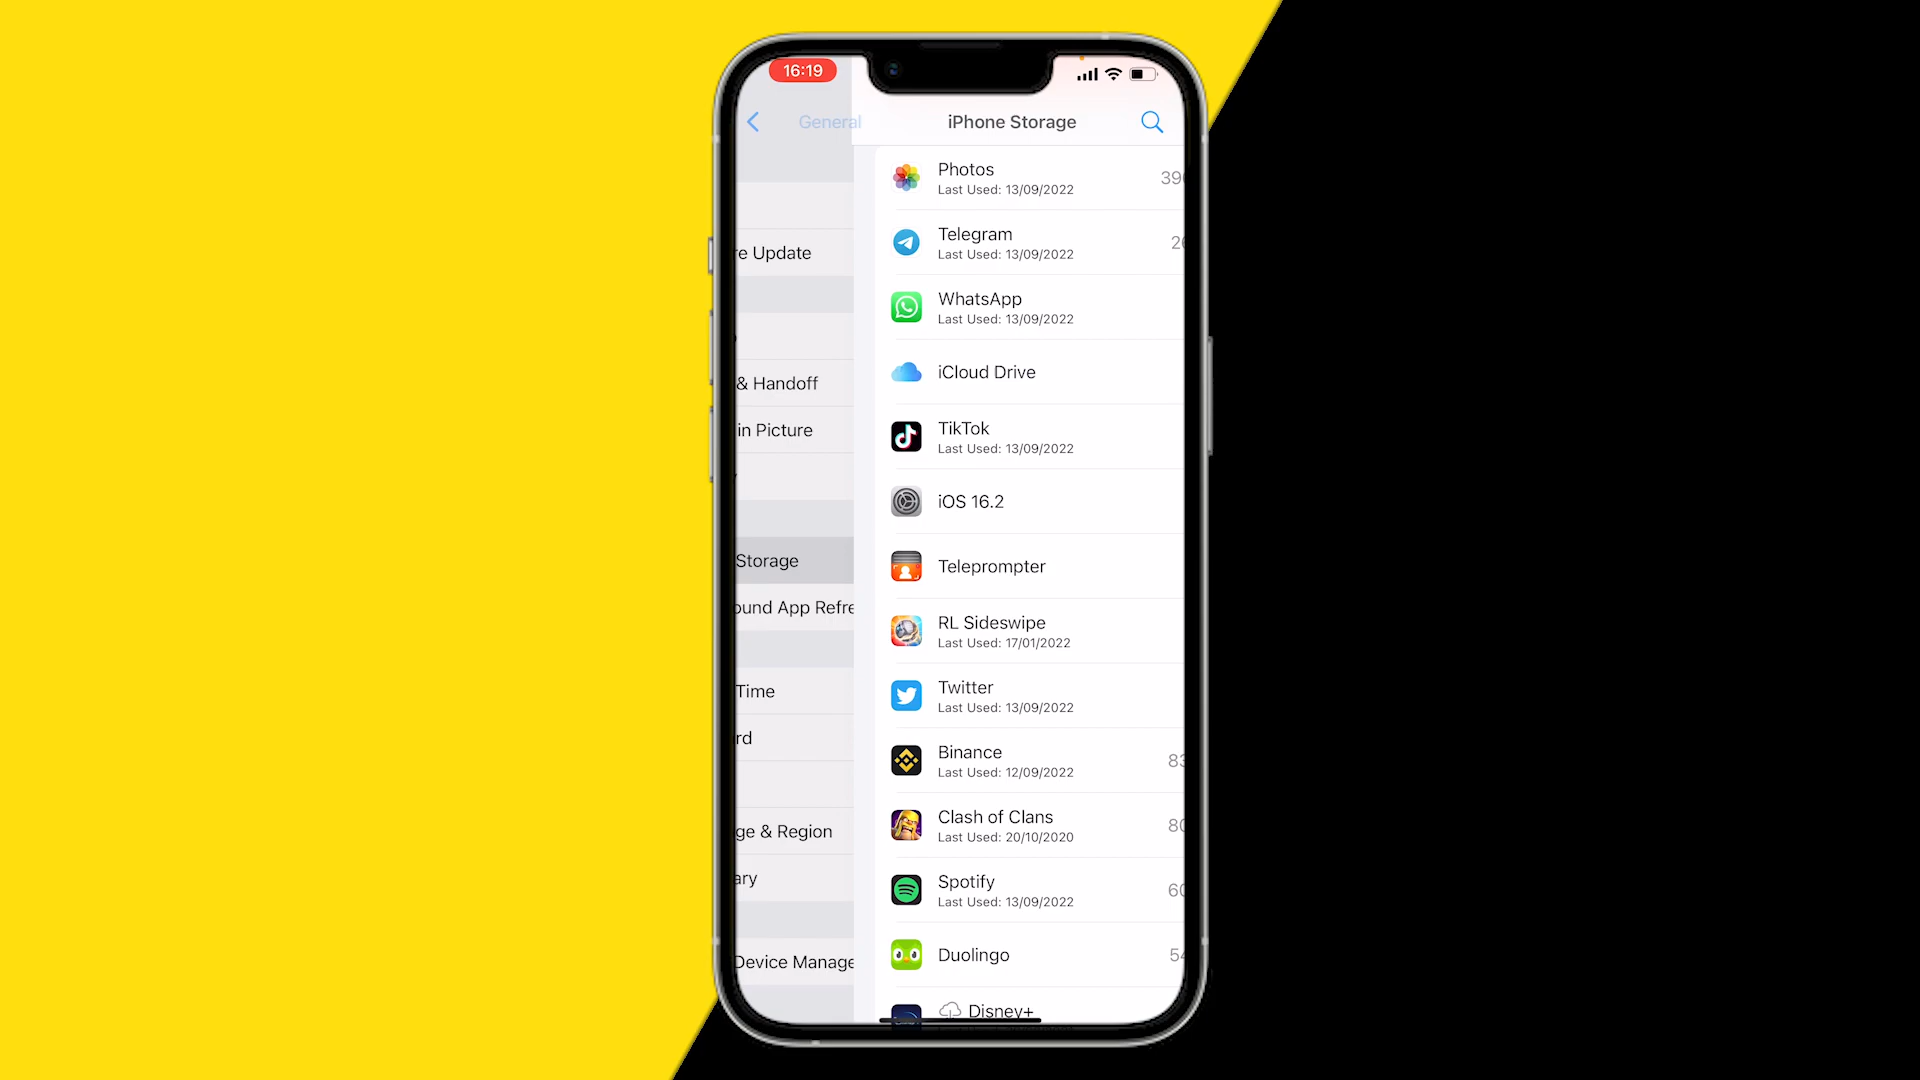 16:19
General
iPhone Storage
re Update
& Handoff
in Picture
Storage
ound App Refre
Time
rd
ge & Region
ary
Device Manage
Photos
Last Used: 13/09/2022
Telegram
Last Used: 13/09/2022
WhatsApp
Last Used: 13/09/2022
iCloud Drive
TikTok
Last Used: 13/09/2022
iOS 16.2
Teleprompter
RL Sideswipe
Last Used: 17/01/2022
Twitter
Last Used: 13/09/2022
Binance
Last Used: 12/09/2022
83
Clash of Clans
Last Used: 20/10/2020
80
Spotify
Last Used: 13/09/2022
60
Duolingo
Disney+